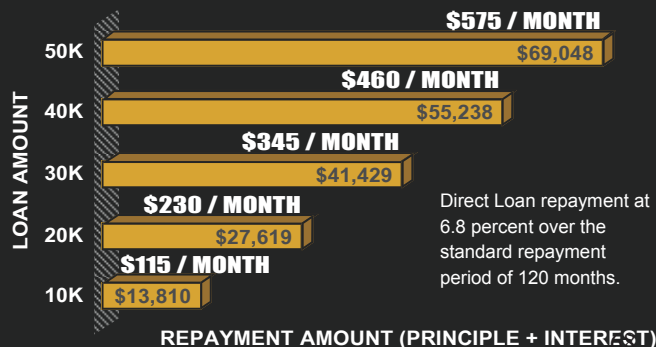 $575 / MONTH
50K
$69,048
$460 / MONTH
40K
$55,238
$345 / MONTH
30K
$41,429
$230 / MONTH
20K
$27,619
$115 / MONTH
10K
$13,810
LOAN AMOUNT
Direct Loan repayment at
6.8 percent over the
standard repayment
period of 120 months.
REPAYMENT AMOUNT (PRINCIPLE + INTEREST)